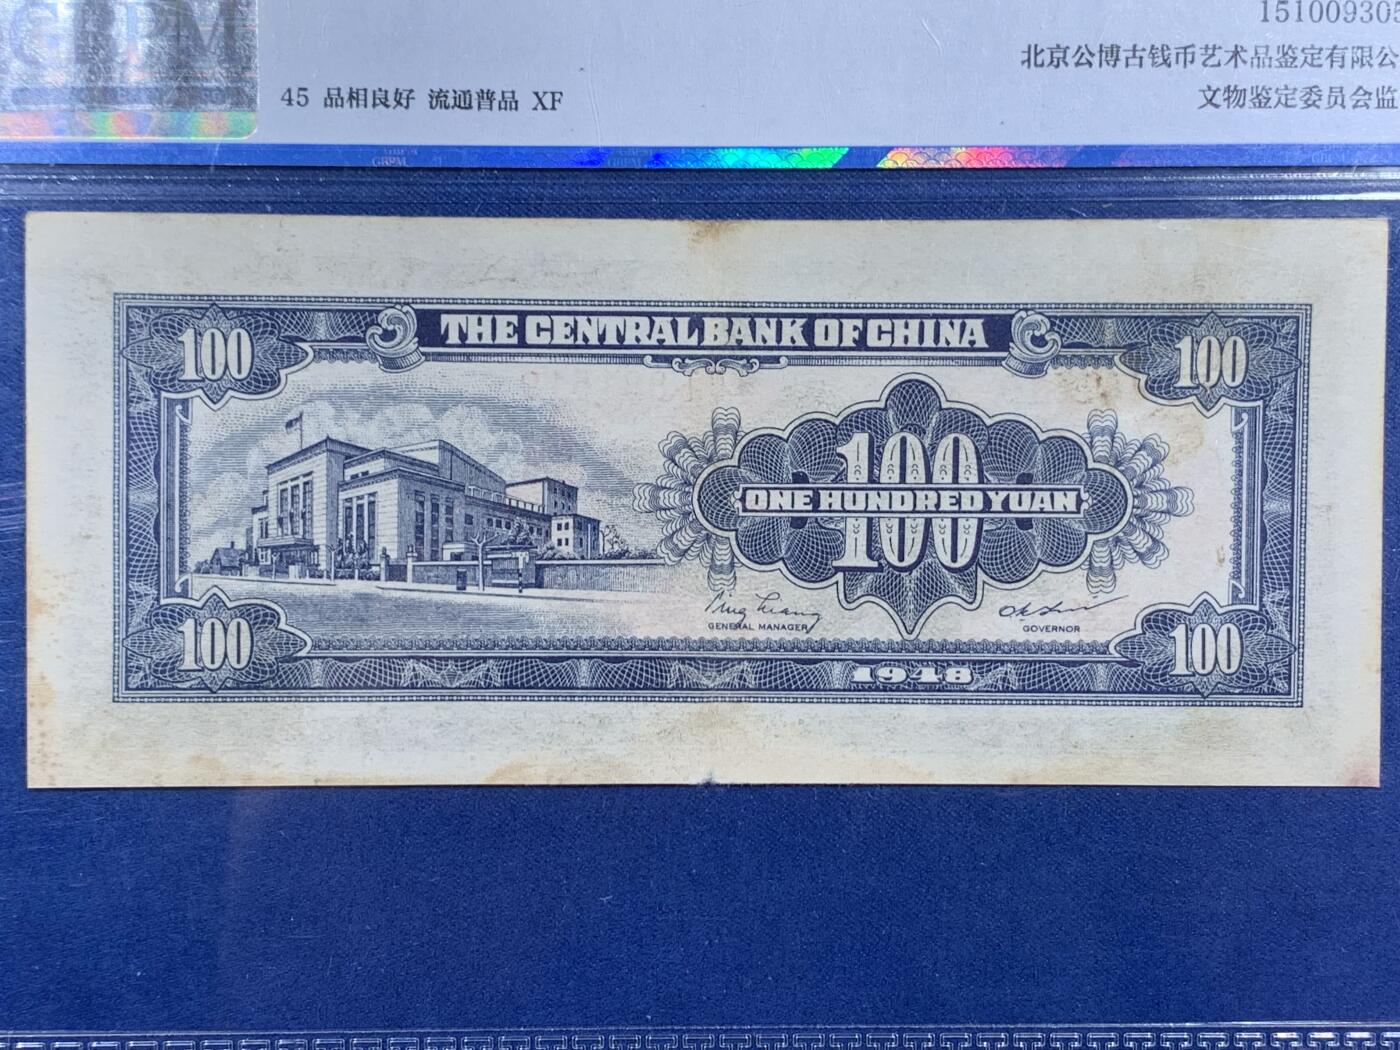 151009305
北京公博古钱币艺术品鉴定有限公
文物鉴定委员会监
45 品相良好 流通普品 XF
GBPM
THE CENTRAL BANK OF CHINA
100
100
100
ONE HUNDRED YUAN
GENERAL MANAGER
GOVERNOR
100
100
1948